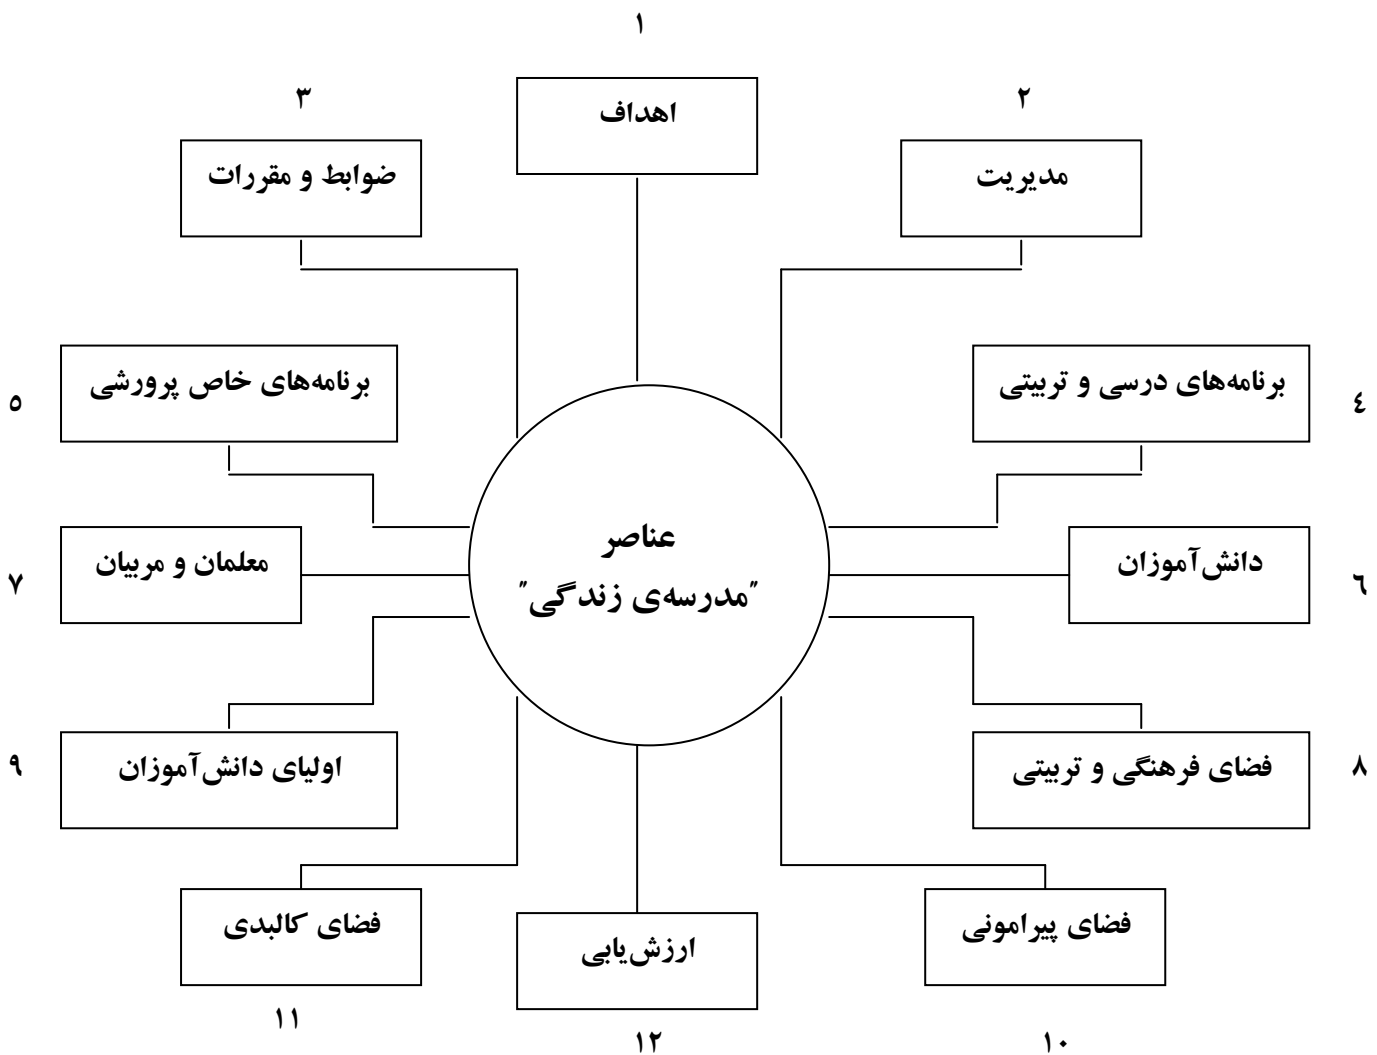 ۱
اهداف
۲
مدیریت
۳
ضوابط و مقررات
٤
برنامه‌های درسی و تربیتی
٥
برنامه‌های خاص پرورشی
عناصر
"مدرسه‌ی زندگی"
٦
دانش‌آموزان
۷
معلمان و مربیان
۸
فضای فرهنگی و تربیتی
۹
اولیای دانش‌آموزان
۱۰
فضای پیرامونی
۱۱
فضای کالبدی
۱۲
ارزش‌یابی